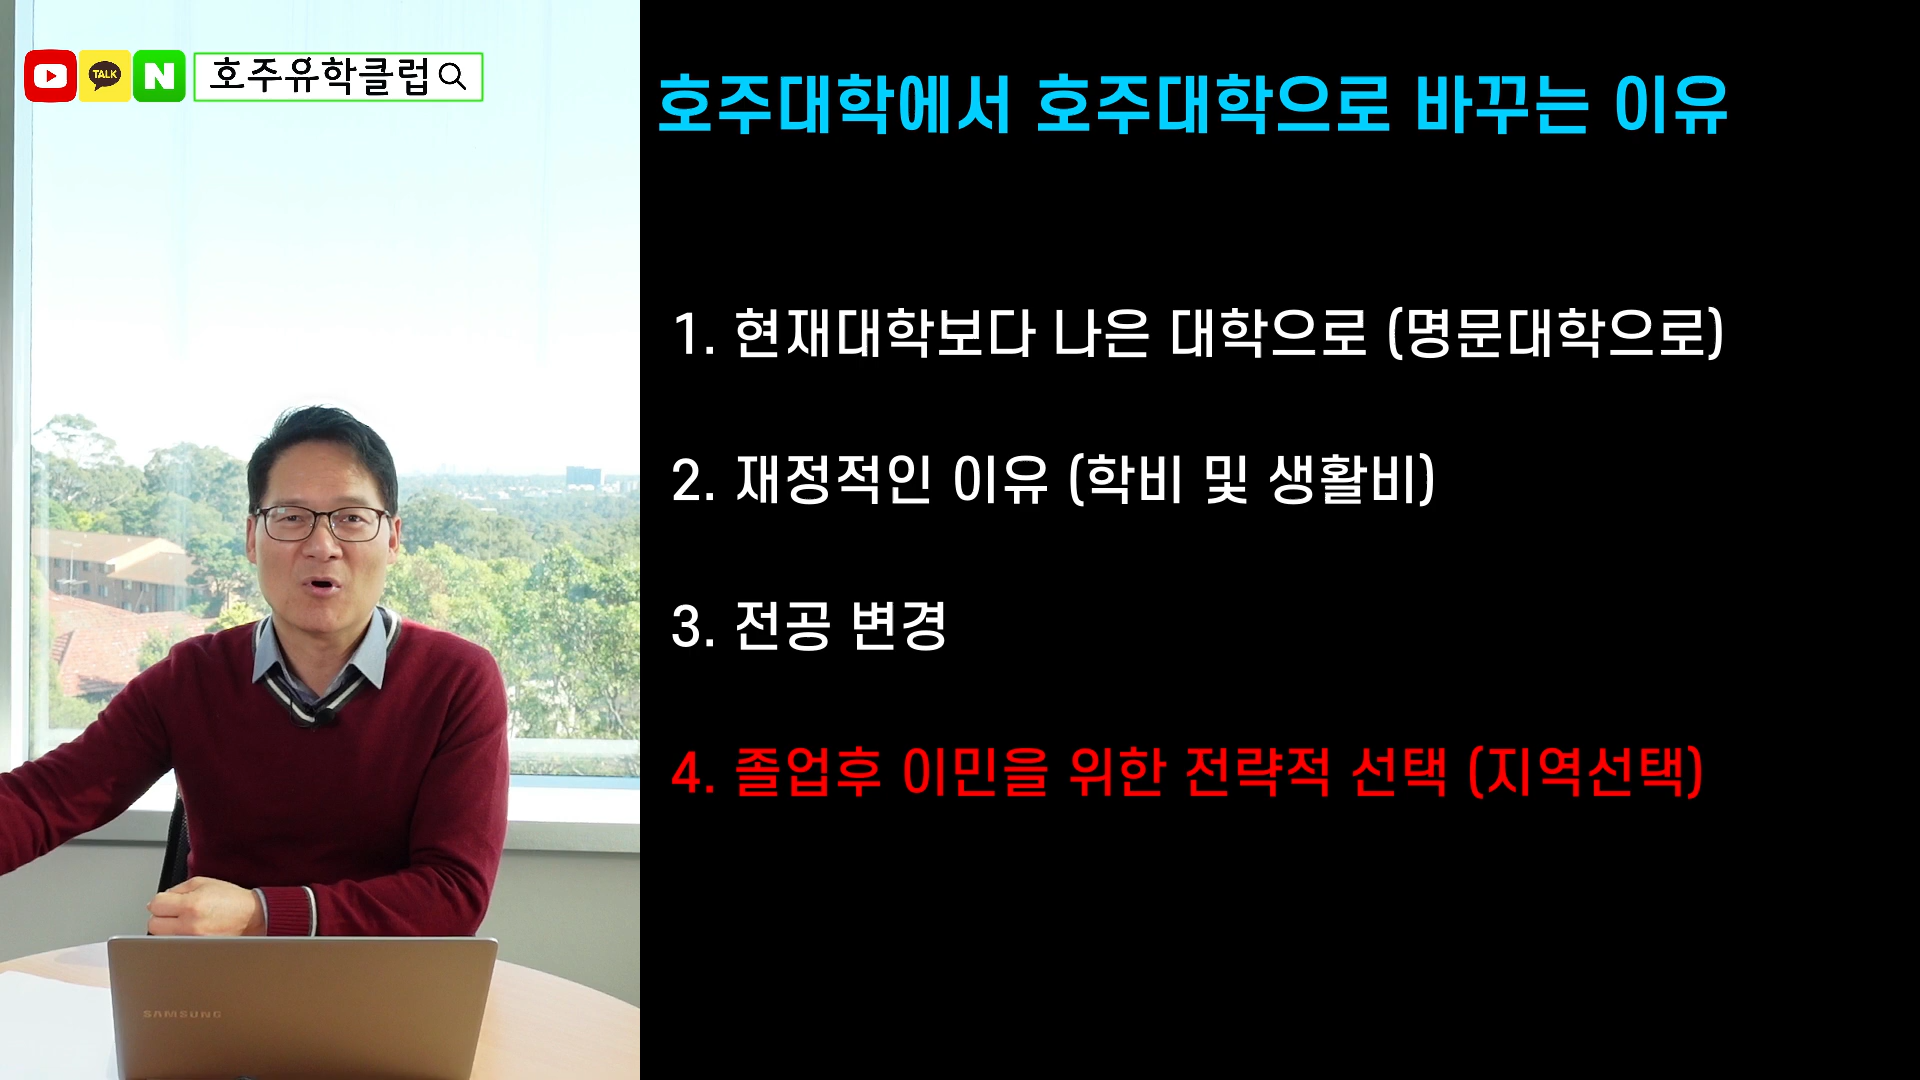 TALK
N
호주유학클럽
호주대학에서 호주대학으로 바꾸는 이유
1. 현재대학보다 나은 대학으로 (명문대학으로)
2. 재정적인 이유 (학비 및 생활비)
3. 전공 변경
4. 졸업후 이민을 위한 전략적 선택 (지역선택)
SAMSUNG